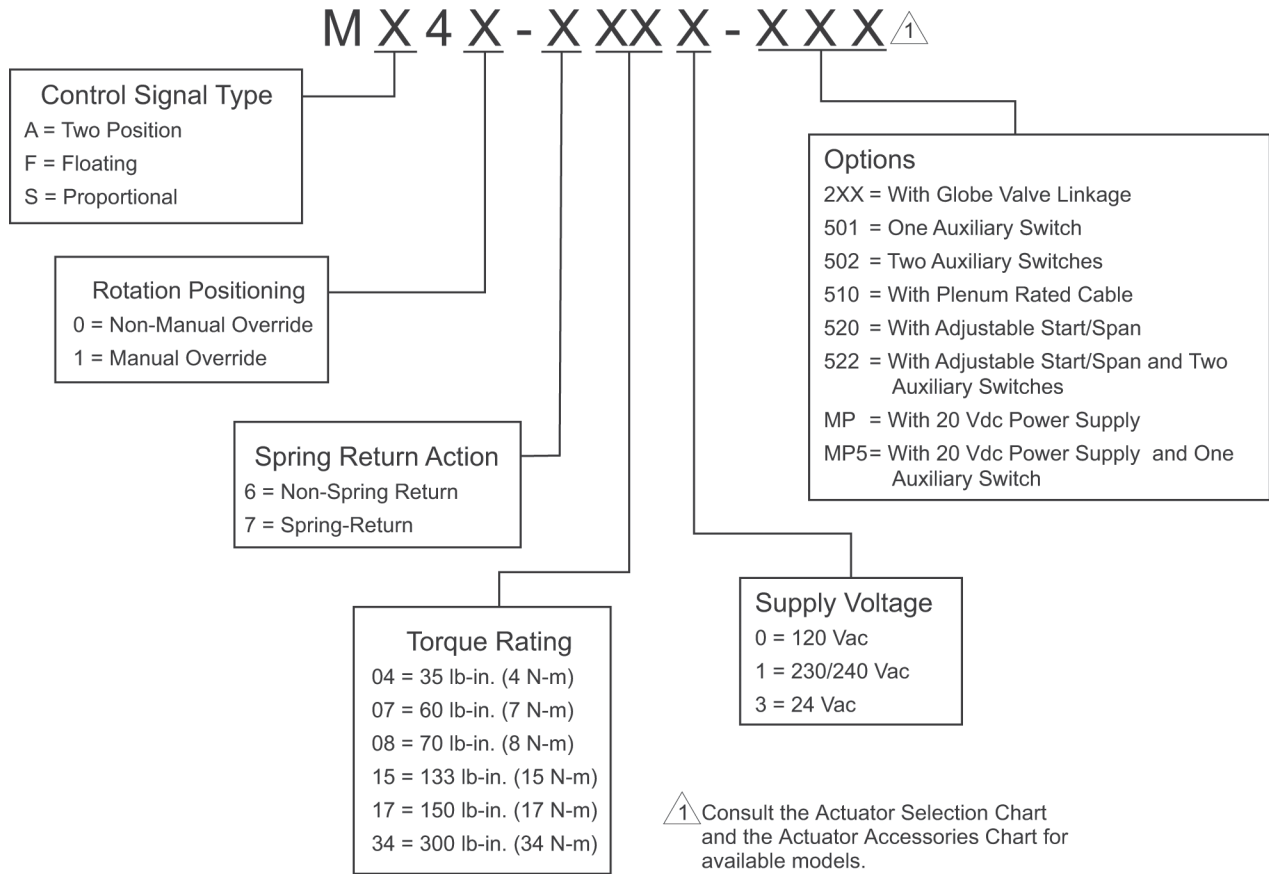 M X 4 X - X XX X - X X X 1
Control Signal Type
A = Two Position
F = Floating
S = Proportional
Rotation Positioning
0 = Non-Manual Override
1 = Manual Override
Spring Return Action
6 = Non-Spring Return
7 = Spring-Return
Torque Rating
04 = 35 lb-in. (4 N-m)
07 = 60 lb-in. (7 N-m)
08 = 70 lb-in. (8 N-m)
15 = 133 lb-in. (15 N-m)
17 = 150 lb-in. (17 N-m)
34 = 300 lb-in. (34 N-m)
Supply Voltage
0 = 120 Vac
1 = 230/240 Vac
3 = 24 Vac
Options
2XX = With Globe Valve Linkage
501 = One Auxiliary Switch
502 = Two Auxiliary Switches
510 = With Plenum Rated Cable
520 = With Adjustable Start/Span
522 = With Adjustable Start/Span and Two
Auxiliary Switches
MP = With 20 Vdc Power Supply
MP5= With 20 Vdc Power Supply and One
Auxiliary Switch
1 Consult the Actuator Selection Chart
and the Actuator Accessories Chart for
available models.